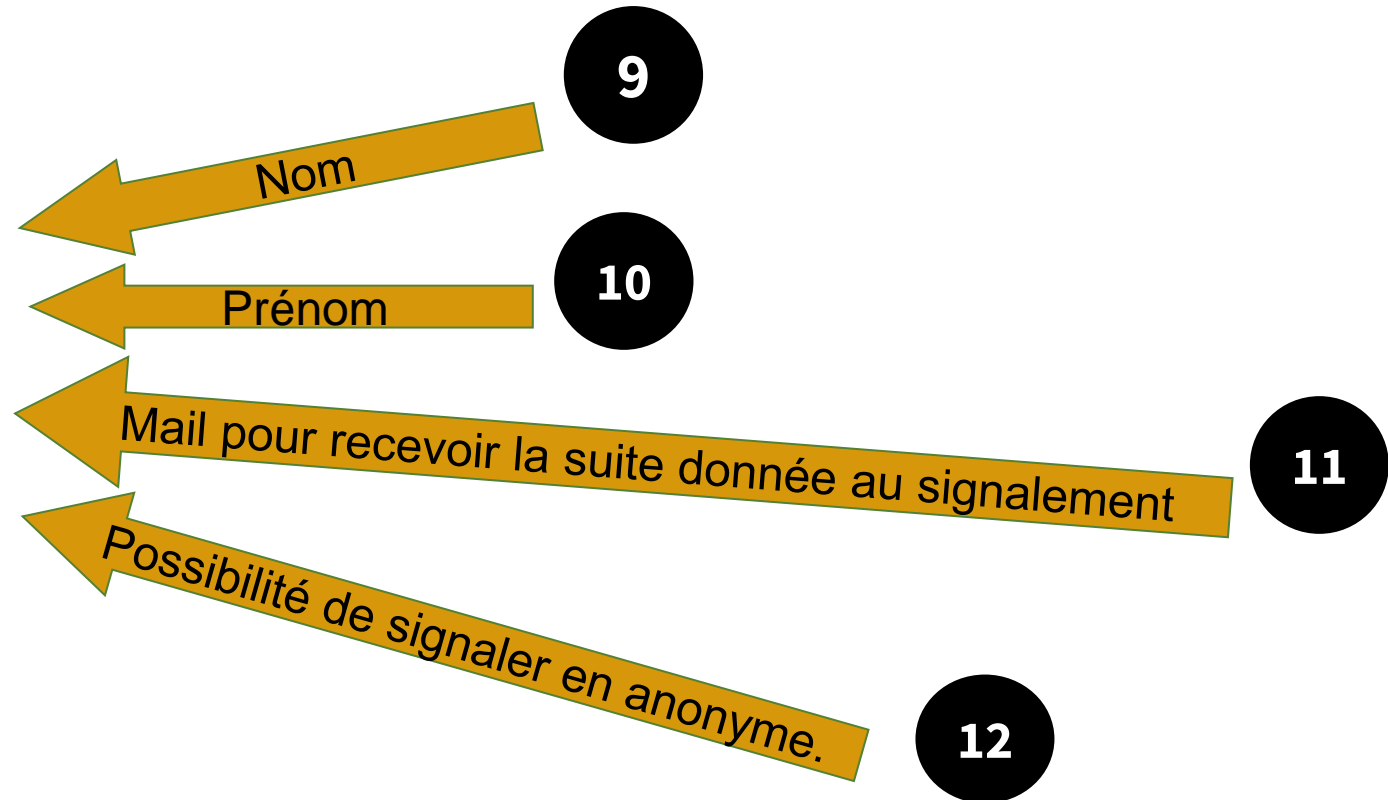 9
Nom
10
Prénom
11
Mail pour recevoir la suite donnée au signalement
Possibilité de signaler en anonyme.
12